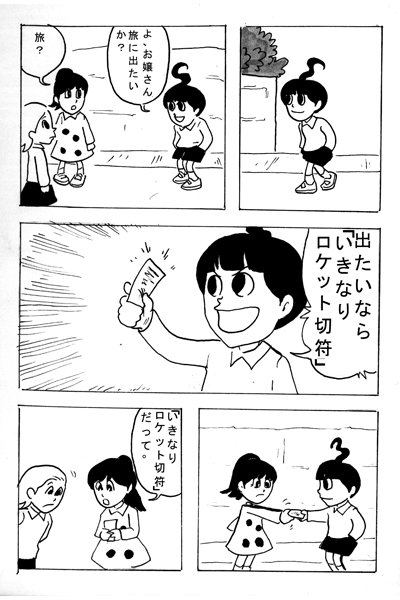 よ、お嬢さん
旅に出たい
か？
旅？
出たいなら
『いきなり
ロケット切符』
『いきなり
ロケット切符』
だって。